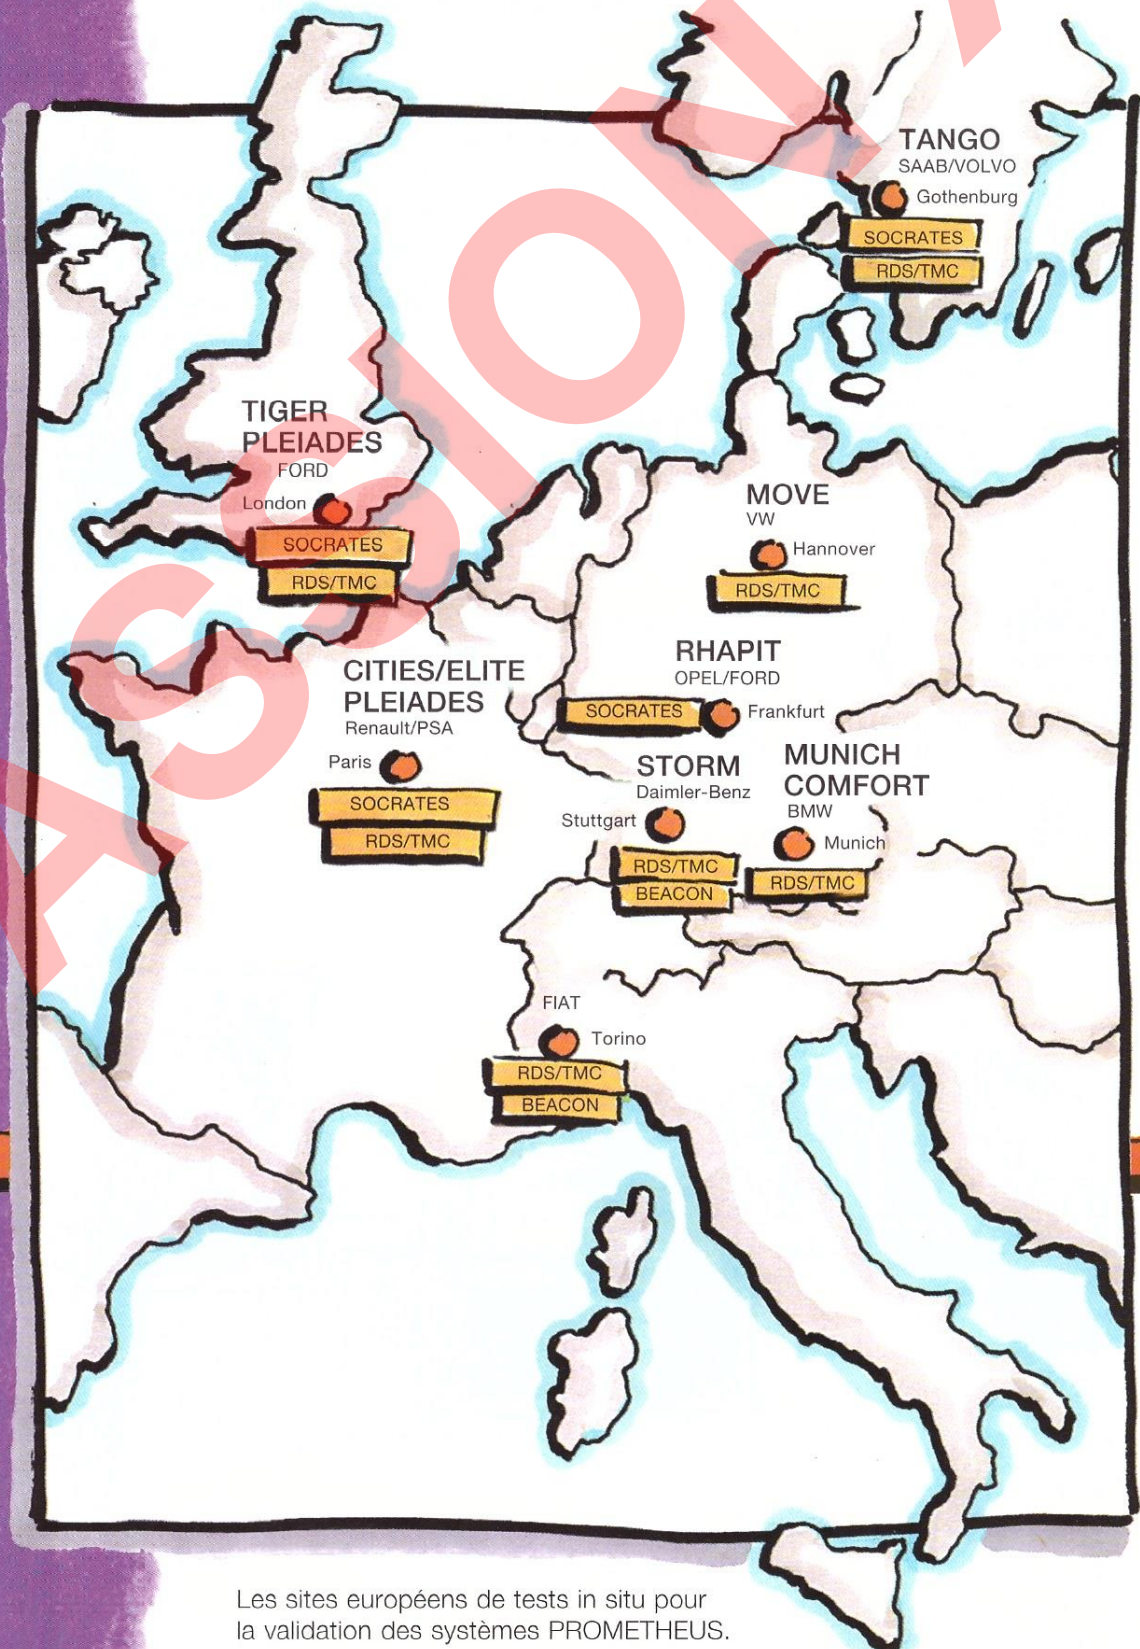 TANGO
SAAB/VOLVO
Gothenburg
SOCRATES
RDS/TMC
TIGER
PLEIADES
FORD
London
SOCRATES
RDS/TMC
MOVE
VW
Hannover
RDS/TMC
RHAPIT
OPEL/FORD
SOCRATES
Frankfurt
CITIES/ELITE
PLEIADES
Renault/PSA
Paris
SOCRATES
RDS/TMC
STORM
Daimler-Benz
Stuttgart
RDS/TMC
BEACON
MUNICH
COMFORT
BMW
Munich
RDS/TMC
FIAT
Torino
RDS/TMC
BEACON
Les sites européens de tests in situ pour
la validation des systèmes PROMETHEUS.